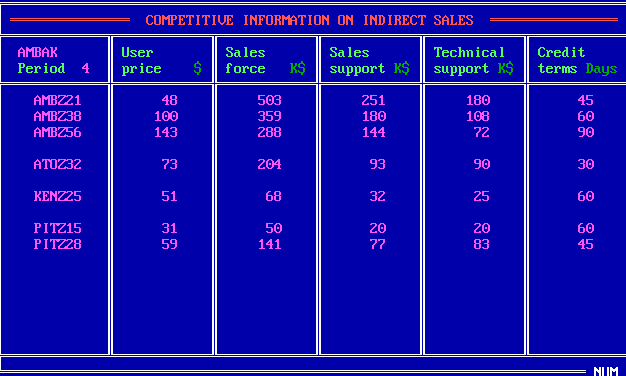 COMPETITIVE INFORMATION ON INDIRECT SALES
AMBAK User Sales Sales Technical Credit
Period 4 price $ force K$ support K$ support K$ terms Days
AMBZ21 48 503 251 180 45
AMBZ38 100 359 180 108 60
AMBZ56 143 288 144 72 90
ATOZ32 73 204 93 90 30
KENZ25 51 68 32 25 60
PITZ15 31 50 20 20 60
PITZ28 59 141 77 83 45
NUM